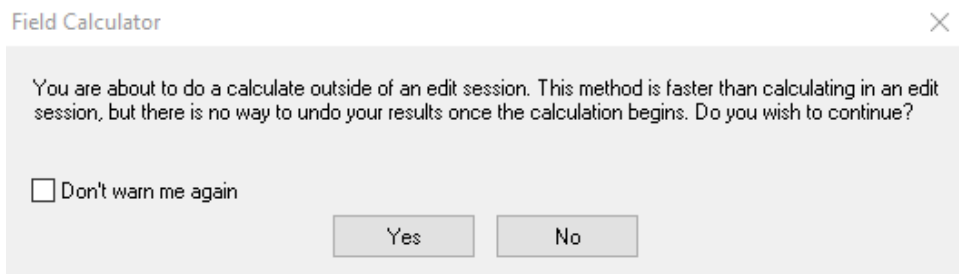 Field Calculator
You are about to do a calculate outside of an edit session. This method is faster than calculating in an edit
session, but there is no way to undo your results once the calculation begins. Do you wish to continue?
Don't warn me again
Yes No